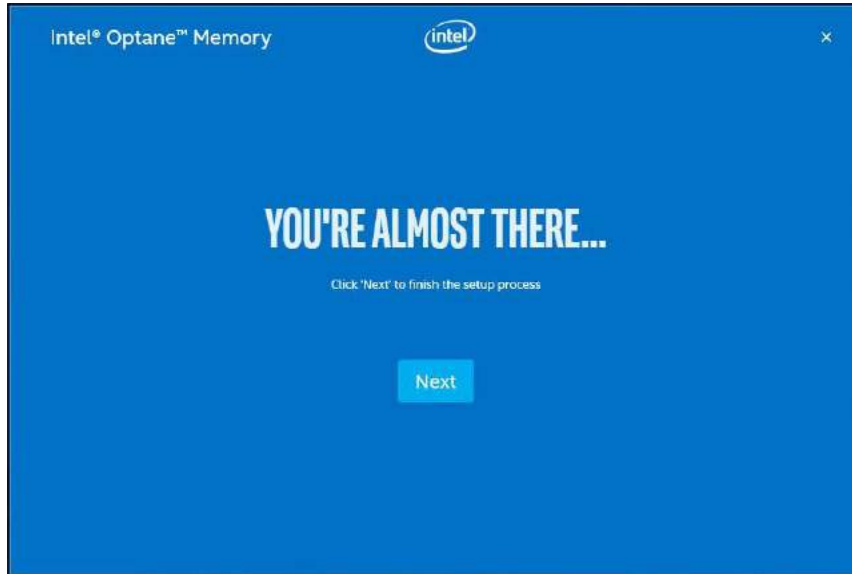 Intel® Optane™ Memory
intel
×
YOU'RE ALMOST THERE...
Click 'Next' to finish the setup process
Next